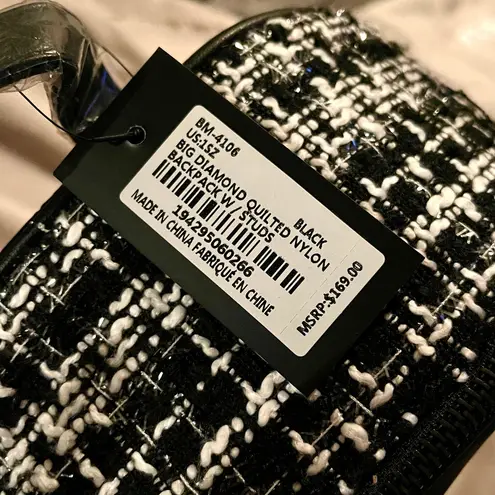 BM-4106
US:1SZ BLACK
BIG DIAMOND QUILTED NYLON
BACKPACK W/ STUDS
194295060266
MADE IN CHINA FABRIQUÉ EN CHINE
MSRP:$169.00